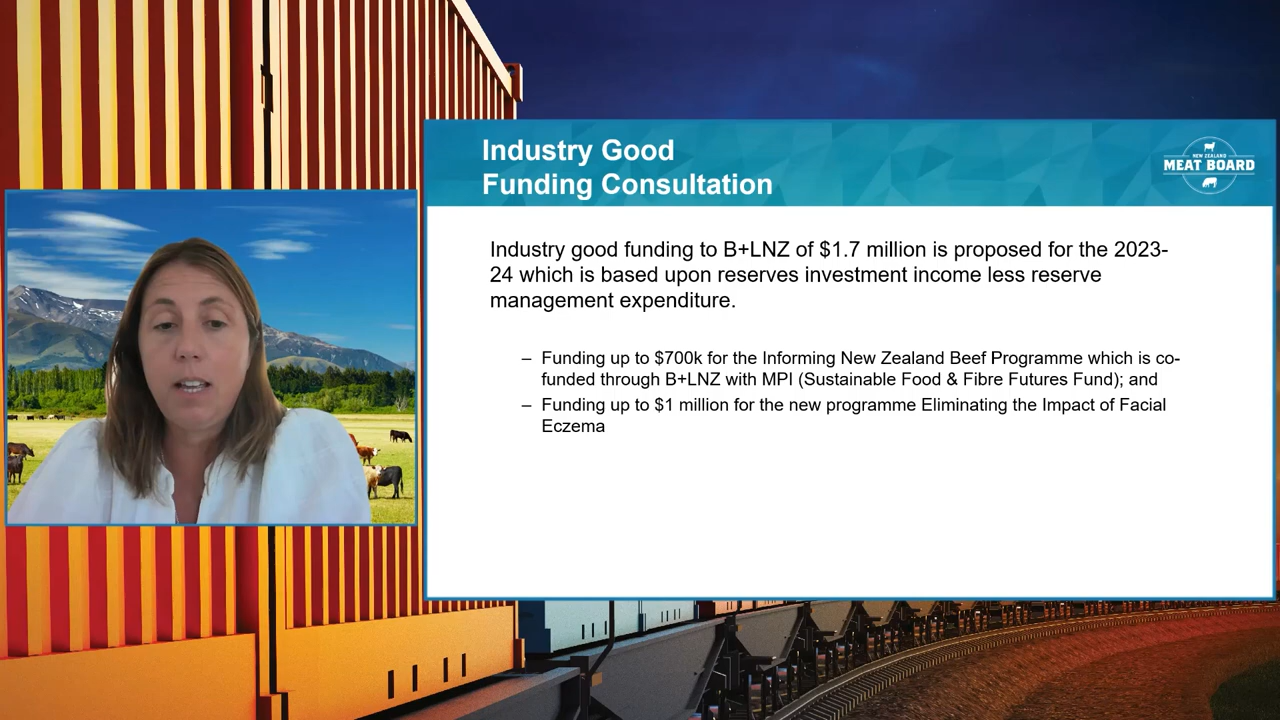 Industry Good
Funding Consultation
NEW ZEALAND
MEAT BOARD
Industry good funding to B+LNZ of $1.7 million is proposed for the 2023-
24 which is based upon reserves investment income less reserve
management expenditure.
– Funding up to $700k for the Informing New Zealand Beef Programme which is co-
funded through B+LNZ with MPI (Sustainable Food & Fibre Futures Fund); and
– Funding up to $1 million for the new programme Eliminating the Impact of Facial
Eczema